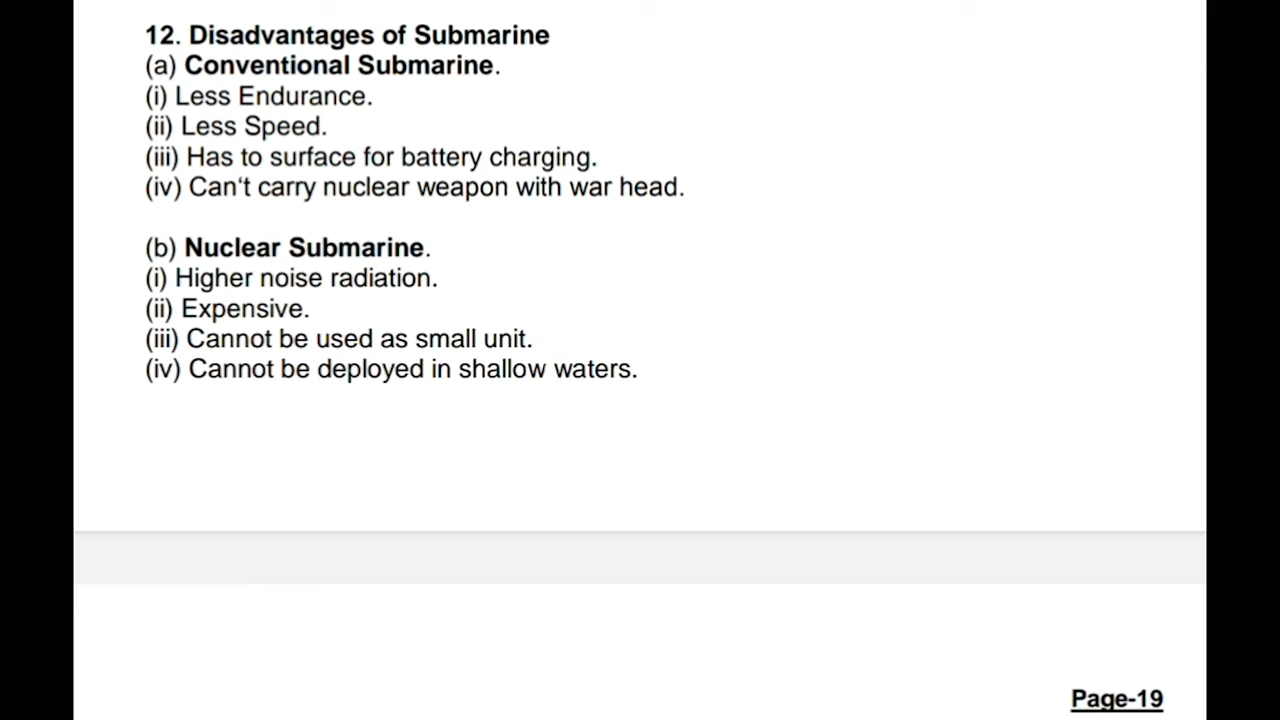 12. Disadvantages of Submarine
(a) Conventional Submarine.
(i) Less Endurance.
(ii) Less Speed.
(iii) Has to surface for battery charging.
(iv) Can‘t carry nuclear weapon with war head.
(b) Nuclear Submarine.
(i) Higher noise radiation.
(ii) Expensive.
(iii) Cannot be used as small unit.
(iv) Cannot be deployed in shallow waters.
Page-19